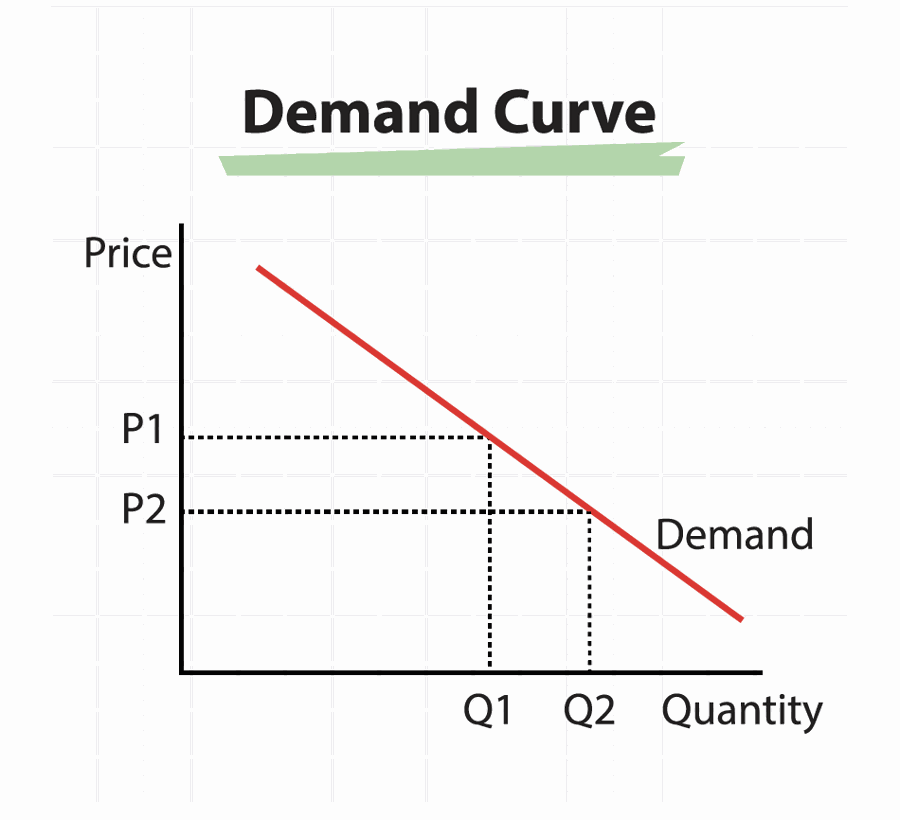 Demand Curve
Price
P1
P2
Demand
Q1 Q2 Quantity